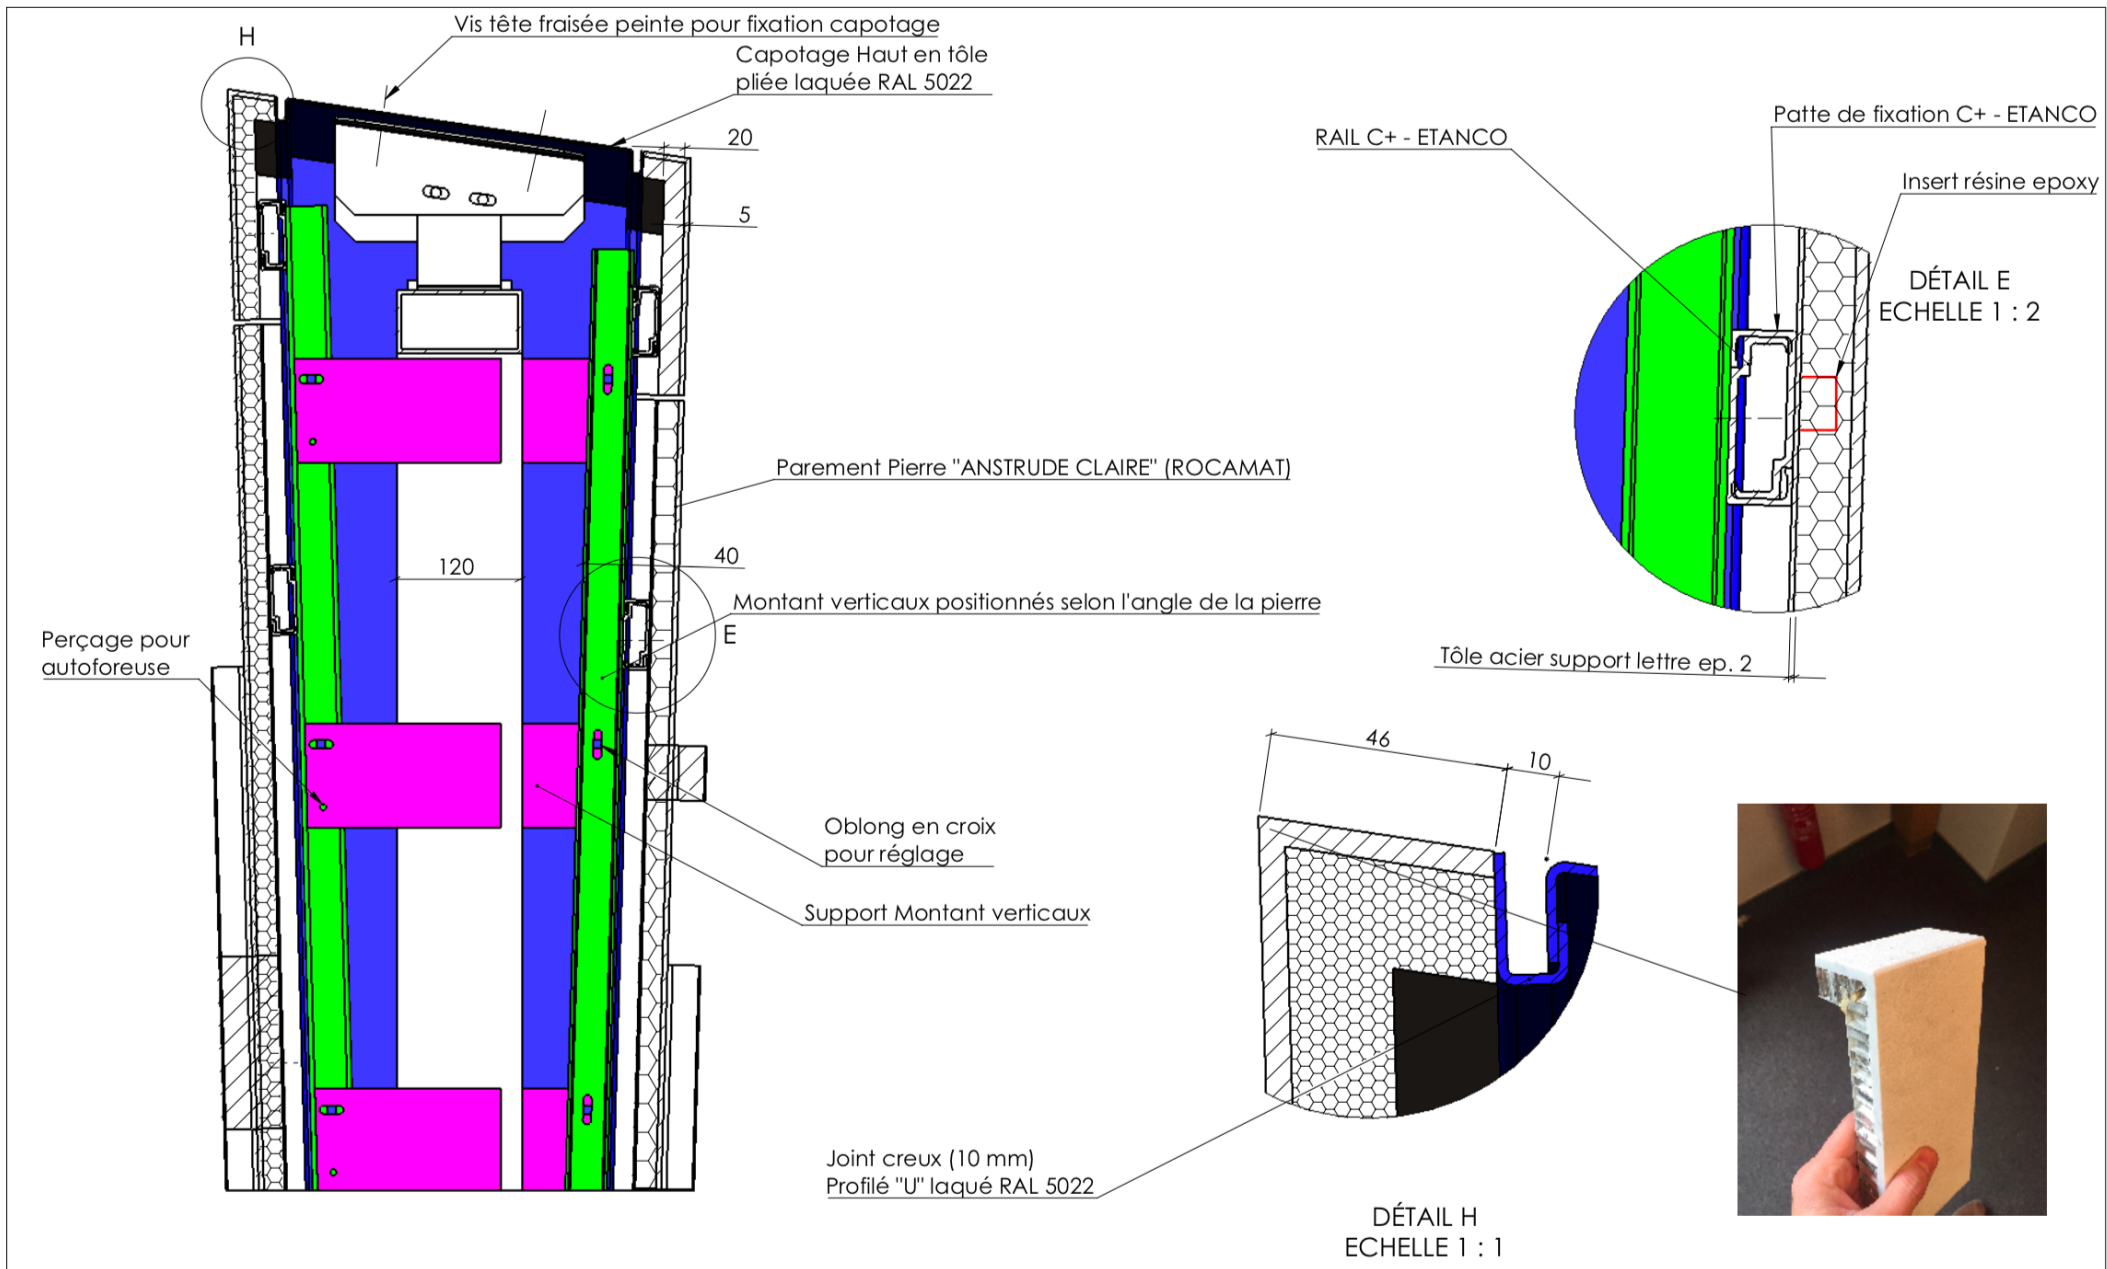 H
Vis tête fraisée peinte pour fixation capotage
Capotage Haut en tôle
pliée laquée RAL 5022
20
5
Parement Pierre "ANSTRUDE CLAIRE" (ROCAMAT)
120
40
Montant verticaux positionnés selon l'angle de la pierre
E
Perçage pour
autoforeuse
Oblong en croix
pour réglage
Support Montant verticaux
Joint creux (10 mm)
Profilé "U" laqué RAL 5022
Patte de fixation C+ - ETANCO
RAIL C+ - ETANCO
Insert résine epoxy
DÉTAIL E
ECHELLE 1 : 2
Tôle acier support lettre ep. 2
46
10
DÉTAIL H
ECHELLE 1 : 1